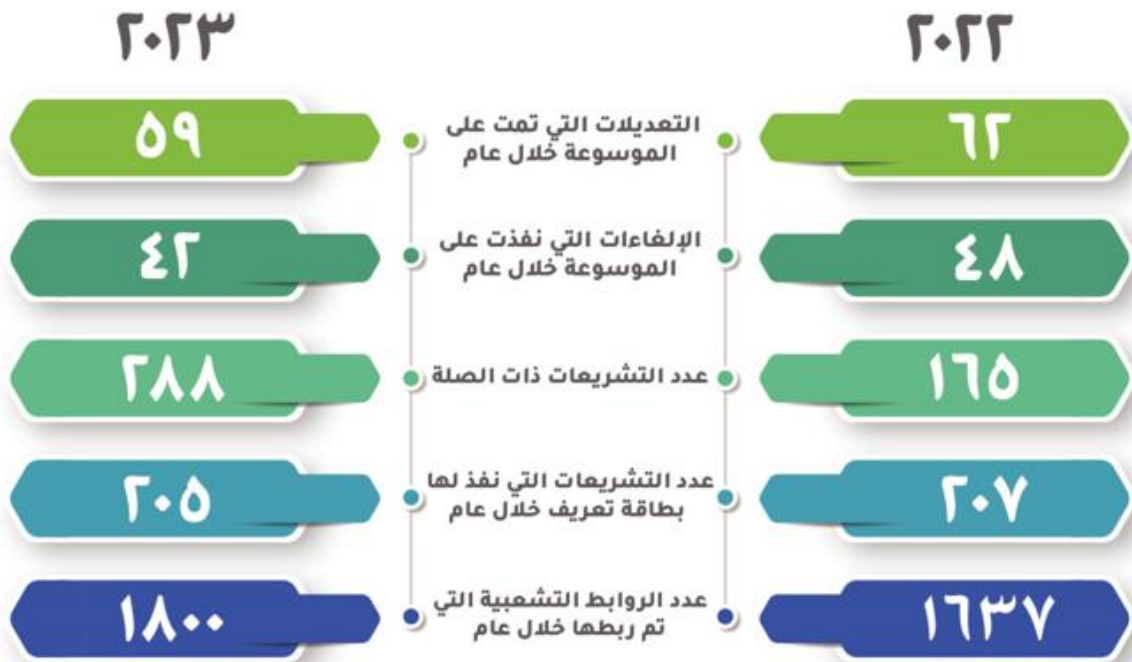 ٢٠٢٢
٢٠٢٣
٦٢
التعديلات التي تمت على
الموسوعة خلال عام
٥٩
٤٨
الإلغاءات التي نفذت على
الموسوعة خلال عام
٤٢
١٦٥
عدد التشريعات ذات الصلة
٢٨٨
٢٠٧
عدد التشريعات التي نفذ لها
بطاقة تعريف خلال عام
٢٠٥
١٦٣٧
عدد الروابط التشعبية التي
تم ربطها خلال عام
١٨٠٠